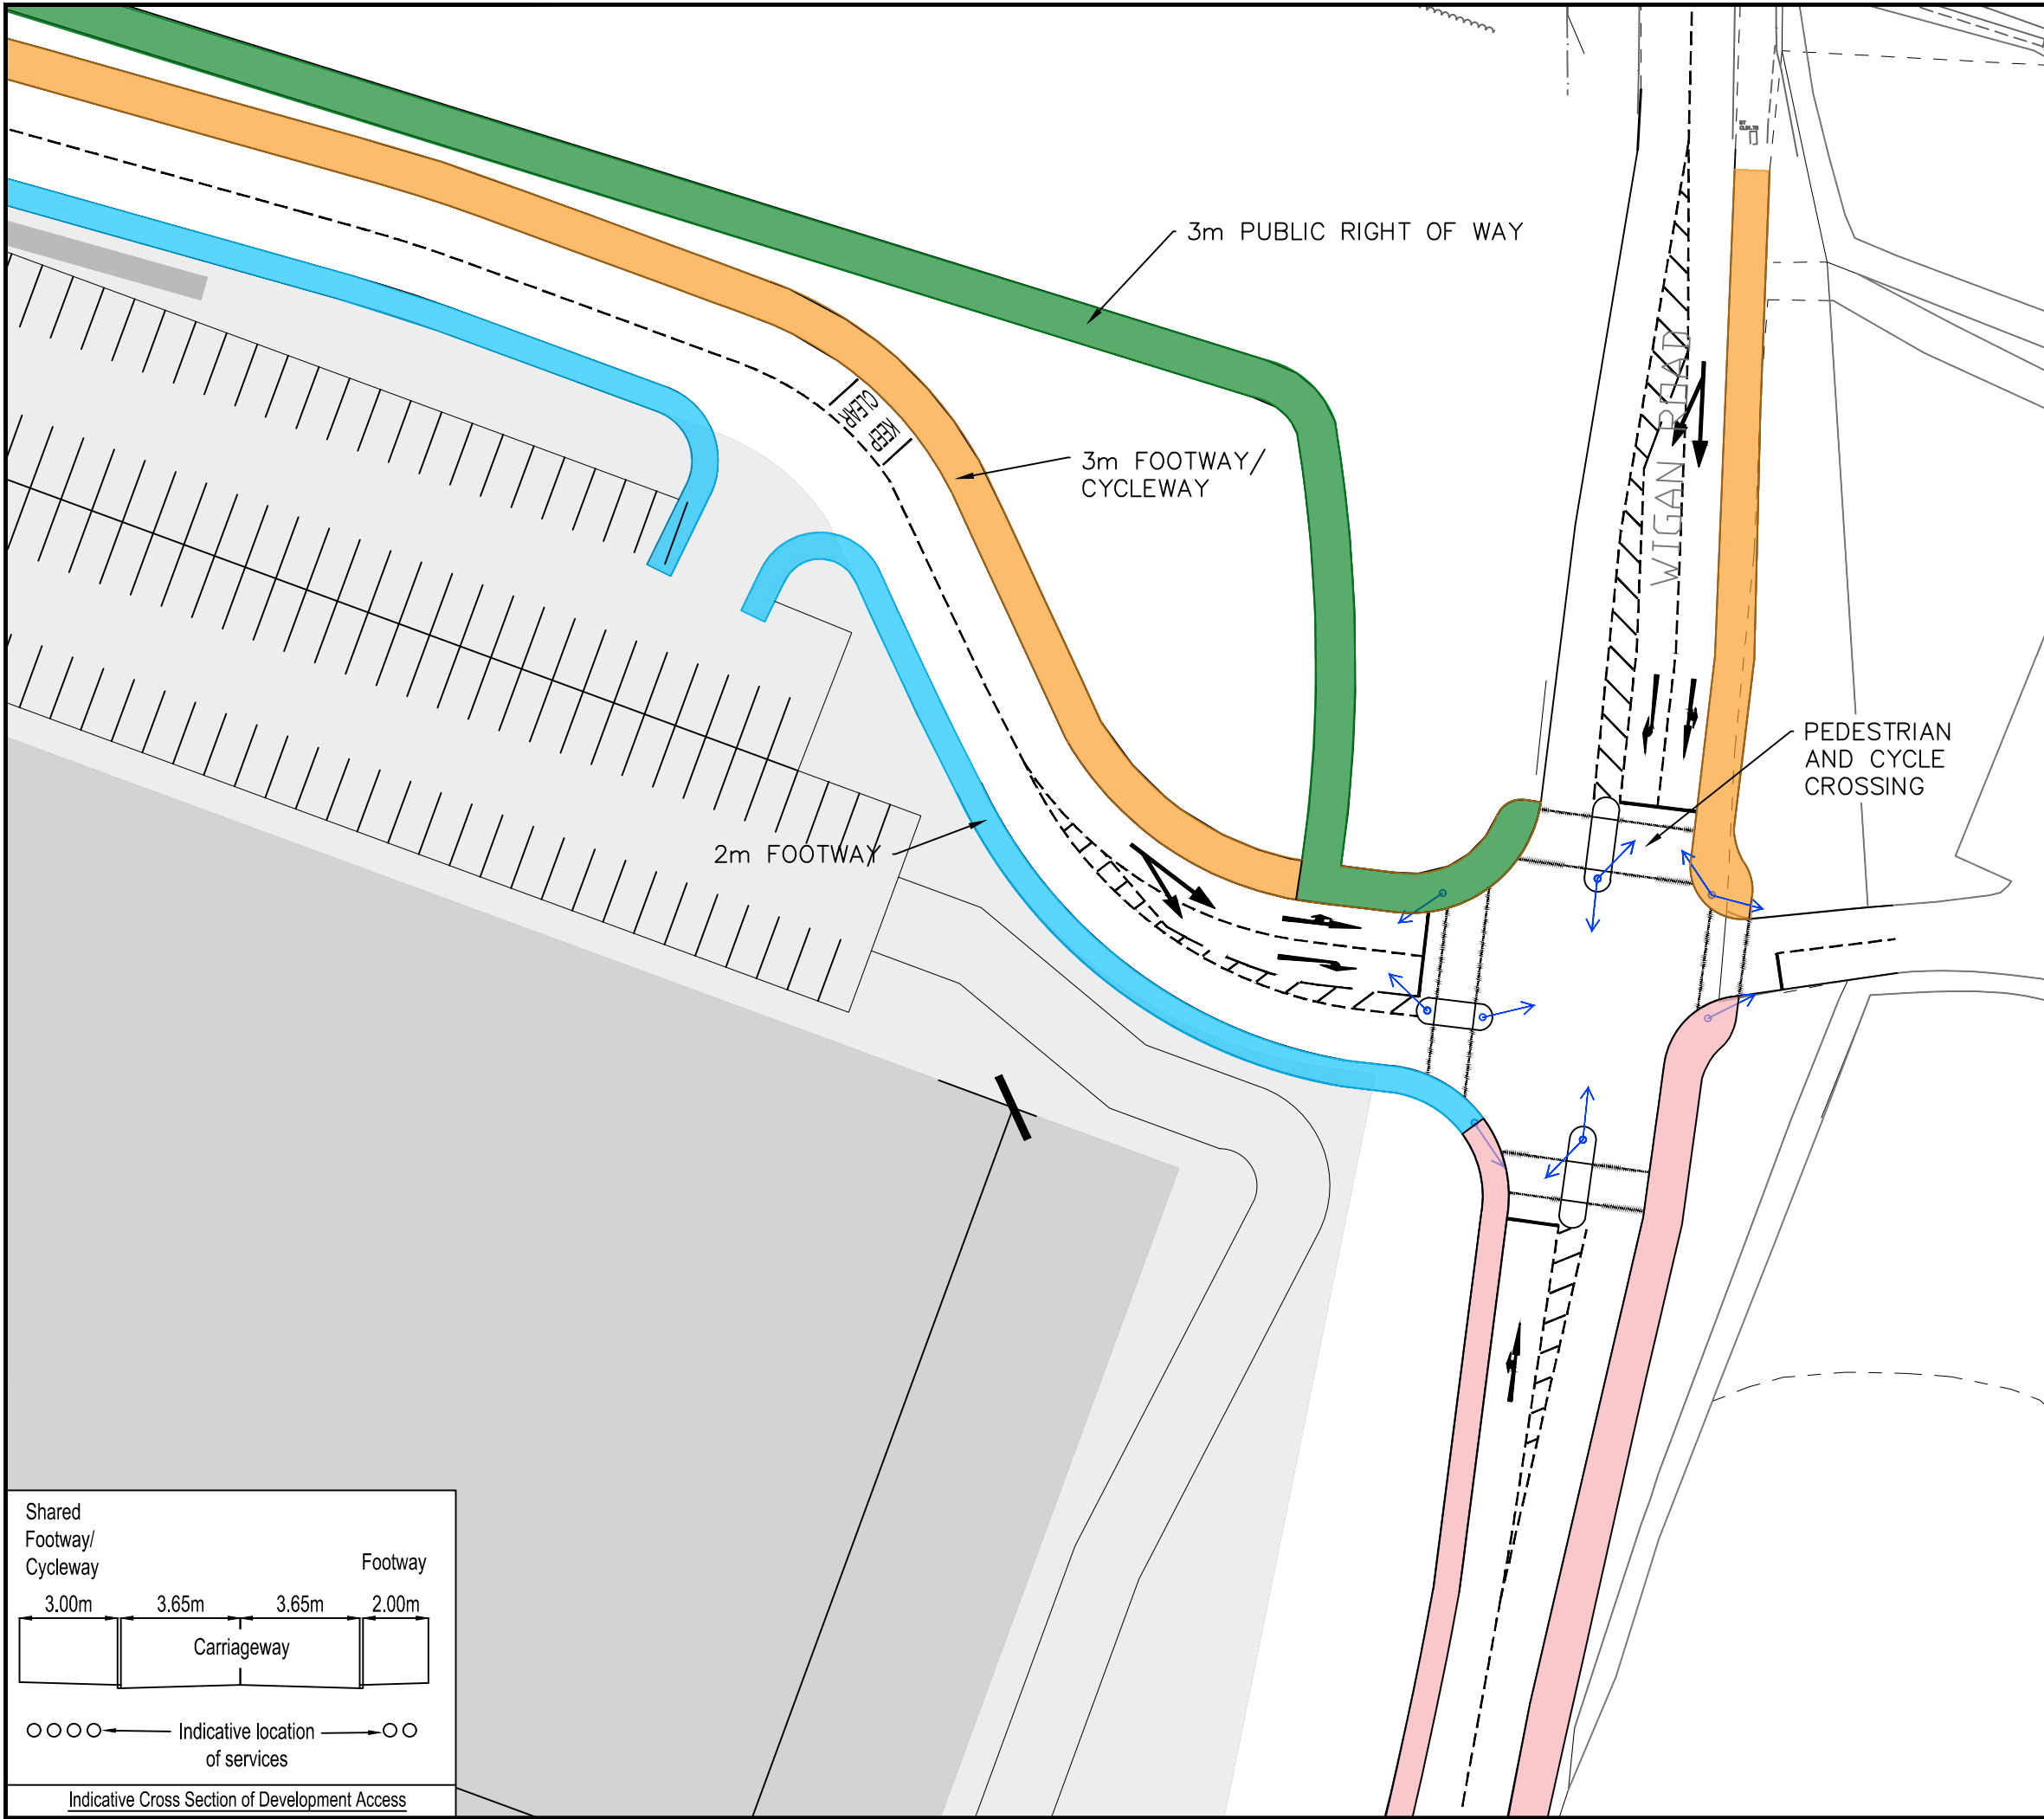 3m PUBLIC RIGHT OF WAY
KEEP
CLEAR
3m FOOTWAY/
CYCLEWAY
WIGAN ROAD
PEDESTRIAN
AND CYCLE
CROSSING
2m FOOTWAY
Shared
Footway/
Cycleway
Footway
3.00m 3.65m 3.65m 2.00m
Carriageway
Indicative location
of services
Indicative Cross Section of Development Access